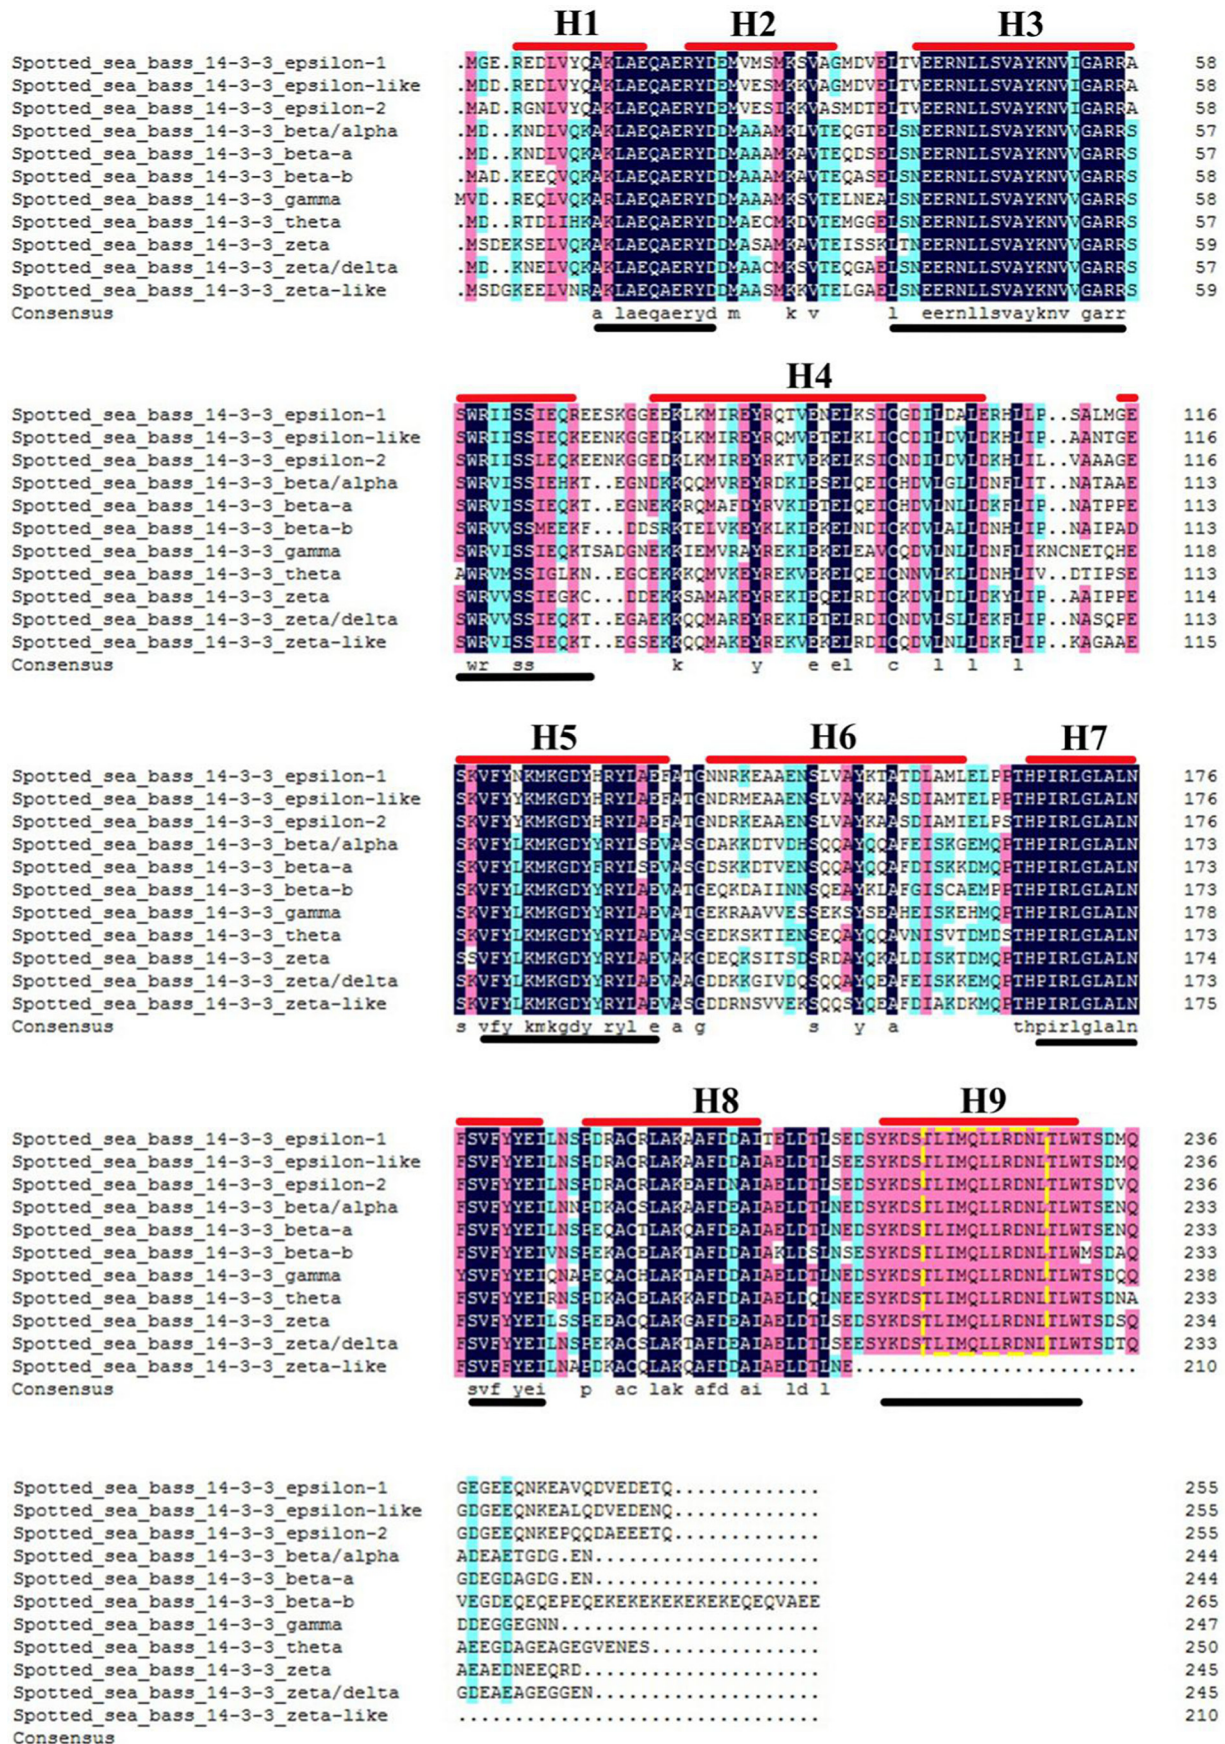 H1 H2 H3
Spotted_sea_bass_14-3-3_epsilon-1 .MGE.REDLVYQAKLAEQAERYDEMVMSMKSVAGMDVELTVEERNLLSVAYKNVIGARRA 58
Spotted_sea_bass_14-3-3_epsilon-like .MDD.REDLVYQAKLAEQAERYDEMVESMKKVAGMDVELTVEERNLLSVAYKNVIGARRA 58
Spotted_sea_bass_14-3-3_epsilon-2 .MAD.RGNLVYQAKLAEQAERYDEMVESIKKVASMDTELTVEERNLLSVAYKNVIGARRA 58
Spotted_sea_bass_14-3-3_beta/alpha .MD..KNDLVQKAKLAEQAERYDDMAAAMKLVTEQGTELSNEERNLLSVAYKNVVGARRS 57
Spotted_sea_bass_14-3-3_beta-a .MD..KNDLVQKAKLAEQAERYDDMAAAMKAVTEQDSELSNEERNLLSVAYKNVVGARRS 57
Spotted_sea_bass_14-3-3_beta-b .MAD.KEEQVQKAKLAEQAERYDDMAAAMKAVTEQASELSNEERNLLSVAYKNVVGARRS 58
Spotted_sea_bass_14-3-3_gamma MVD..REQLVQKARLAEQAERYDDMAAAMKSVTELNEALSNEERNLLSVAYKNVVGARRS 58
Spotted_sea_bass_14-3-3_theta .MD..RTDLIHKAKLAEQAERYDDMAECMKDVTEMGGELSNEERNLLSVAYKNVVGARRS 57
Spotted_sea_bass_14-3-3_zeta .MSDEKSELVQKAKLAEQAERYDDMASAMKAVTEISSKLTNEERNLLSVAYKNVVGARRS 59
Spotted_sea_bass_14-3-3_zeta/delta .MD..KNELVQKAKLAEQAERYDDMAACMKSVTEQGAELSNEERNLLSVAYKNVVGARRS 57
Spotted_sea_bass_14-3-3_zeta-like .MSDGKEELVNRAKLAEQAERYDDMAASMKKVTELGAELSNEERNLLSVAYKNVVGARRS 59
Consensus a laeqaeryd m k v l eernllsvayknv garr
H4
Spotted_sea_bass_14-3-3_epsilon-1 SWRIISSIEQREESKGGEEKLKMIREYRQTVENELKSICGDILDALERHLLP..SALMGE 116
Spotted_sea_bass_14-3-3_epsilon-like SWRIISSIEQKEENKGGEDKLKMIREYRQMVETELKLICCDILDVLDKHLIP..AANTGE 116
Spotted_sea_bass_14-3-3_epsilon-2 SWRIISSLEQKEENKGGEDKLKMIREYRKTVEKELKSICNDILDVLDKHLIL..VAAAGE 116
Spotted_sea_bass_14-3-3_beta/alpha SWRVISSIEHKT..EGNDKKQQMVREYRDKIESELQEICHDVLGLLDNFLIT..NATAAE 113
Spotted_sea_bass_14-3-3_beta-a SWRVISSIEQKT..EGNEKKRQMAFDYRVKIETELQEICHDVLNLLDKFLIP..NATPPE 113
Spotted_sea_bass_14-3-3_beta-b SWRVVSSMEEKF...DDSRKTELVKEYKLKIETELNDICKDVLALLDNHLIP..NAIPAD 113
Spotted_sea_bass_14-3-3_gamma SWRVISSIEQKTSADGNEKKIEMVRAYREKIEKELEAVCQDVLNLLDNFLIKNCNETQHE 118
Spotted_sea_bass_14-3-3_theta AWRVMSSIGLKN..EGCEKKKQMVKEYREKVEKELQEICNNVLKLLDNHLIV..DTIPSE 113
Spotted_sea_bass_14-3-3_zeta SWRVVSSIEGKC...DDEKKSAMAKEYREKIEQELRDICKDVLDLLDKYLIP..AAIPPE 114
Spotted_sea_bass_14-3-3_zeta/delta SWRVVSSIEQKT..EGAEKKQQMAREYREKIETELRDICNDVLSLLEKFLIP..NASQPE 113
Spotted_sea_bass_14-3-3_zeta-like SWRVISSIEQKT..EGSEKKQQMAKEYREKVEKELRDICQDVLNLLDKFLIP..KAGAAE 115
Consensus wr ss k y e el c l l l
H5 H6 H7
Spotted_sea_bass_14-3-3_epsilon-1 SKVFYNKMKGDYHRYLAEFATGNNRKEAAENSLVAYKTATDLAMLELPPTHPIRLGLALN 176
Spotted_sea_bass_14-3-3_epsilon-like SKVFYYKMKGDYHRYLAEFATGNDRMEAAENSLVAYKAASDIAMTELPPTHPIRLGLALN 176
Spotted_sea_bass_14-3-3_epsilon-2 SKVFYYKMKGDYHRYLAEFATGNDRKEAAENSLVAYKAASDIAMIELPSTHPIRLGLALN 176
Spotted_sea_bass_14-3-3_beta/alpha SKVFYLKMKGDYFRYLSEVASGDAKKDTVDHSQQAYQQAFEISKGEMQPTHPIRLGLALN 173
Spotted_sea_bass_14-3-3_beta-a SKVFYLKMKGDYFRYLSEVASGDSKKDTVENSQQAYQQAFDISKKDMQPTHPIRLGLALN 173
Spotted_sea_bass_14-3-3_beta-b SKVFYLKMKGDYYRYLAEVATGEQKDAIINNSQEAYKLAFGISCAEMPPTHPIRLGLALN 173
Spotted_sea_bass_14-3-3_gamma SKVFYLKMKGDYYRYLAEVATGEKRAAVVESSEKSYSEAHEISKEHMQPTHPIRLGLALN 178
Spotted_sea_bass_14-3-3_theta SKVFYLKMKGDYYRYLAEVASGEDKSKTIENSEQAYQQAVNISVTDMDSTHPIRLGLALN 173
Spotted_sea_bass_14-3-3_zeta SSVFYLKMKGDYYRYLAEVAKGDEQKSITSDSRDAYQKALDISKTDMQPTHPIRLGLALN 174
Spotted_sea_bass_14-3-3_zeta/delta SKVFYLKMKGDYYRYLAEVAAGDDKKGIVDQSQQAYQQAFEISKKEMQPTHPIRLGLALN 173
Spotted_sea_bass_14-3-3_zeta-like SKVFYLKMKGDYYRYLAEVASGDDRNSVVEKSQQSYQEAFDIAKDKMQPTHPIRLGLALN 175
Consensus s vfy kmkgdy ryl e a g s y a thpirlglaln
H8 H9
Spotted_sea_bass_14-3-3_epsilon-1 FSVFYYEILNSPDRACRLAKAAFDDAITELDTLSEDSYKDSTLIMQLLRDNLTLWTSDMQ 236
Spotted_sea_bass_14-3-3_epsilon-like FSVFYYEILNSPDRACRLAKAAFDDAIAELDTLSEESYKDSTLIMQLLRDNLTLWTSDMQ 236
Spotted_sea_bass_14-3-3_epsilon-2 FSVFYYEILNSPDRACRLAKEAFDNAIAELDTLSEDSYKDSTLIMQLLRDNLTLWTSDVQ 236
Spotted_sea_bass_14-3-3_beta/alpha FSVFYYEILNNPDKACSLAKAAFDEAIAELDTLNEDSYKDSTLIMQLLRDNLTLWTSENQ 233
Spotted_sea_bass_14-3-3_beta-a FSVFYYEILNSPEQACTLAKQAFDEAIAELDTLNEDSYKDSTLIMQLLRDNLTLWTSENQ 233
Spotted_sea_bass_14-3-3_beta-b FSVFYYEIVNSPEKACELAKTAFDDAIAKLDSLNSESYKDSTLIMQLLRDNLTLWMSDAQ 233
Spotted_sea_bass_14-3-3_gamma YSVFYYEIQNAPEQACHLAKTAFDDAIAELDTLNEDSYKDSTLIMQLLRDNLTLWTSDQQ 238
Spotted_sea_bass_14-3-3_theta FSVFYYEIRNSPDKACELAKKAFDDAIAELDQLNEESYKDSTLIMQLLRDNLTLWTSDNA 233
Spotted_sea_bass_14-3-3_zeta FSVFYYEILSSPEEACQLAKGAFDEAIAELDTLSEDSYKDSTLIMQLLRDNLTLWTSDSQ 234
Spotted_sea_bass_14-3-3_zeta/delta FSVFYYEILNSPEKACSLAKTAFDEAIAELDTLSEESYKDSTLIMQLLRDNLTLWTSDTQ 233
Spotted_sea_bass_14-3-3_zeta-like FSVFFYEILNAPDKACQLAKQAFDDAIAELDTLNE......................... 210
Consensus svf yei p ac lak afd ai ld l
Spotted_sea_bass_14-3-3_epsilon-1 GEGEEQNKEAVQDVEDETQ............. 255
Spotted_sea_bass_14-3-3_epsilon-like GDGEEQNKEALQDVEDENQ............. 255
Spotted_sea_bass_14-3-3_epsilon-2 GDGEEQNKEPQQDAEEETQ............. 255
Spotted_sea_bass_14-3-3_beta/alpha ADEAETGDG.EN.................... 244
Spotted_sea_bass_14-3-3_beta-a GDEGDAGDG.EN.................... 244
Spotted_sea_bass_14-3-3_beta-b VEGDEQEQEPEQEKEKEKEKEKEKEQEQVAEE 265
Spotted_sea_bass_14-3-3_gamma DDEGGEGNN....................... 247
Spotted_sea_bass_14-3-3_theta AEEGDAGEAGEGVENES............... 250
Spotted_sea_bass_14-3-3_zeta AEAEDNEEQRD..................... 245
Spotted_sea_bass_14-3-3_zeta/delta GDEAEAGEGGEN.................... 245
Spotted_sea_bass_14-3-3_zeta-like ................................ 210
Consensus